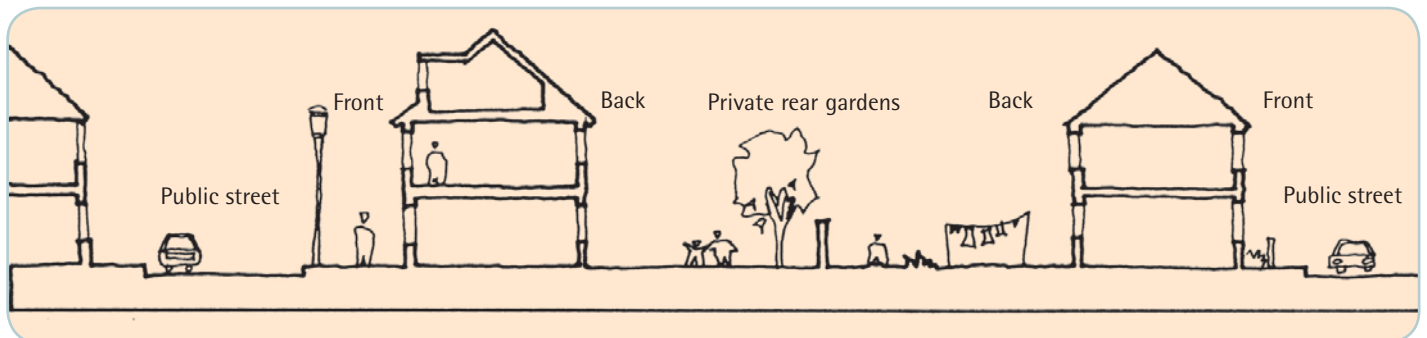 Front
Back
Private rear gardens
Back
Front
Public street
Public street